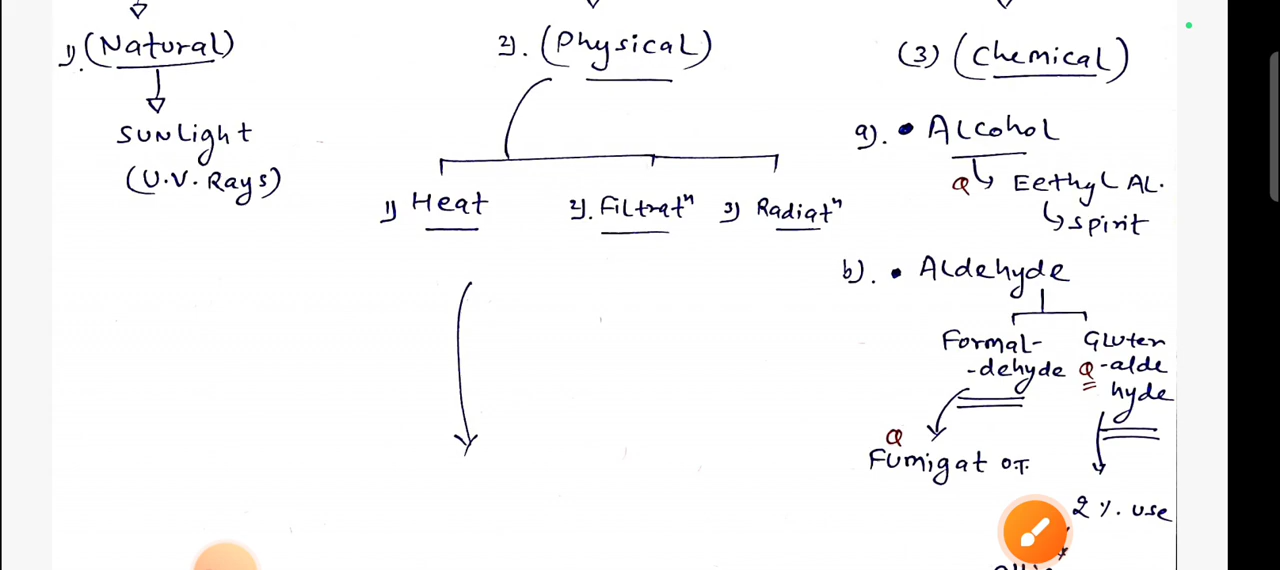 1). (Natural)
SUNLight
(U.V. Rays)
2). (Physical)
1) Heat
2). Filtratⁿ
3) Radiatⁿ
(3) (Chemical)
a). • Alcohol
Q Eethyl AL.
spirit
b). • Aldehyde
Formal-
-dehyde
Q
Fumigat O.T.
Gluter
Q -alde
hyde
2 %. use